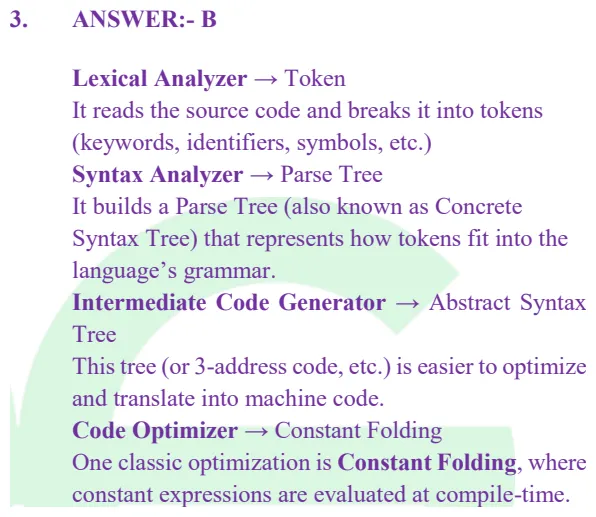 3. ANSWER:- B
Lexical Analyzer → Token
It reads the source code and breaks it into tokens
(keywords, identifiers, symbols, etc.)
Syntax Analyzer → Parse Tree
It builds a Parse Tree (also known as Concrete
Syntax Tree) that represents how tokens fit into the
language’s grammar.
Intermediate Code Generator → Abstract Syntax
Tree
This tree (or 3-address code, etc.) is easier to optimize
and translate into machine code.
Code Optimizer → Constant Folding
One classic optimization is Constant Folding, where
constant expressions are evaluated at compile-time.